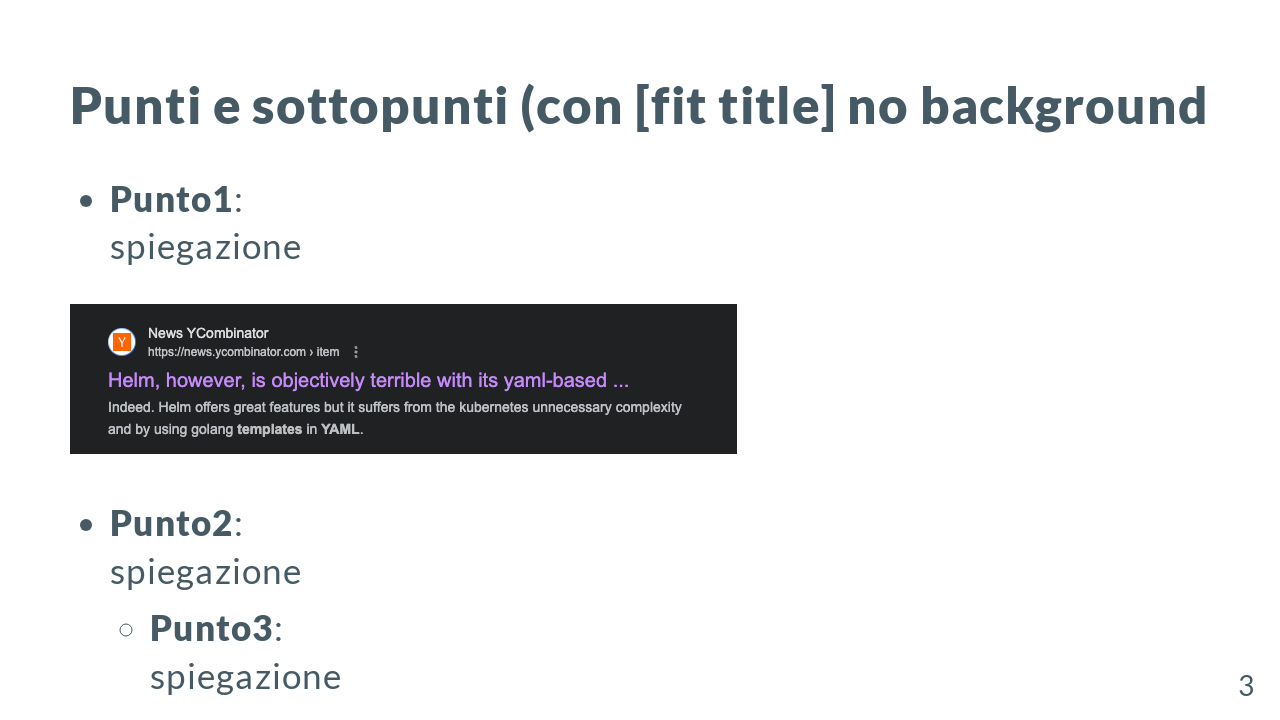 Punti e sottopunti (con [fit title] no background
• Punto1:
spiegazione
Y
News YCombinator
https://news.ycombinator.com › item
Helm, however, is objectively terrible with its yaml-based ...
Indeed. Helm offers great features but it suffers from the kubernetes unnecessary complexity
and by using golang templates in YAML.
• Punto2:
spiegazione
○ Punto3:
spiegazione
3